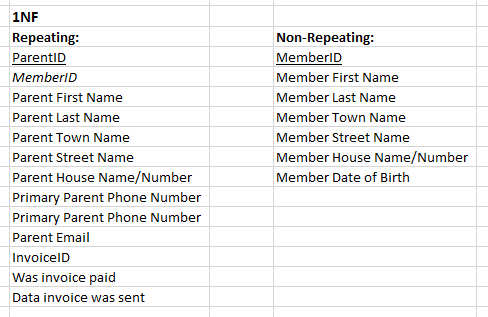 1NF
Repeating:
ParentID
MemberID
Parent First Name
Parent Last Name
Parent Town Name
Parent Street Name
Parent House Name/Number
Primary Parent Phone Number
Primary Parent Phone Number
Parent Email
InvoiceID
Was invoice paid
Data invoice was sent
Non-Repeating:
MemberID
Member First Name
Member Last Name
Member Town Name
Member Street Name
Member House Name/Number
Member Date of Birth